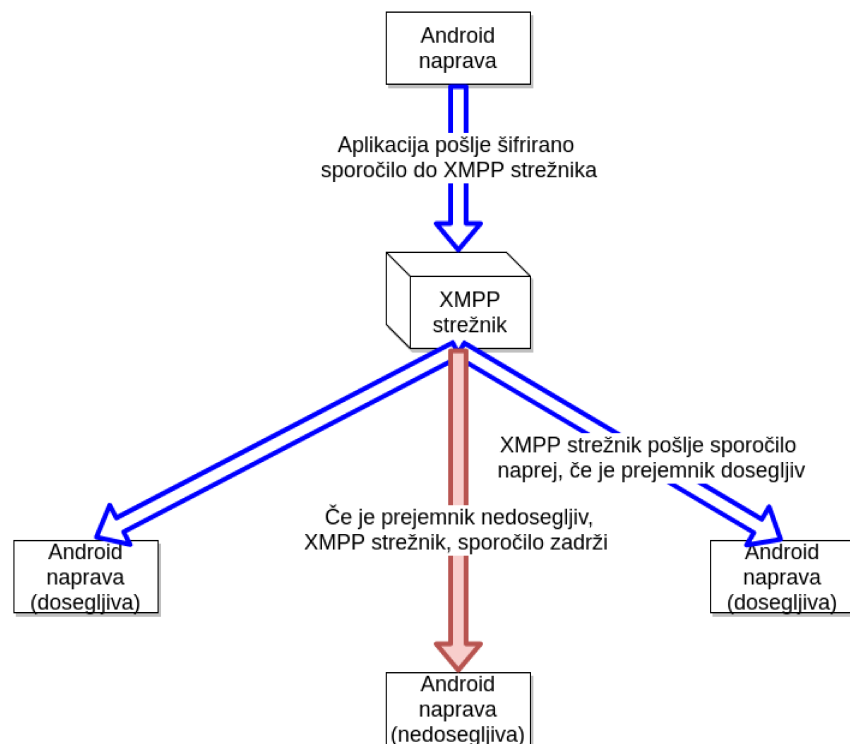 Android
naprava
Aplikacija pošlje šifrirano
sporočilo do XMPP strežnika
XMPP
strežnik
XMPP strežnik pošlje sporočilo
naprej, če je prejemnik dosegljiv
Če je prejemnik nedosegljiv,
XMPP strežnik, sporočilo zadrži
Android
naprava
(dosegljiva)
Android
naprava
(dosegljiva)
Android
naprava
(nedosegljiva)